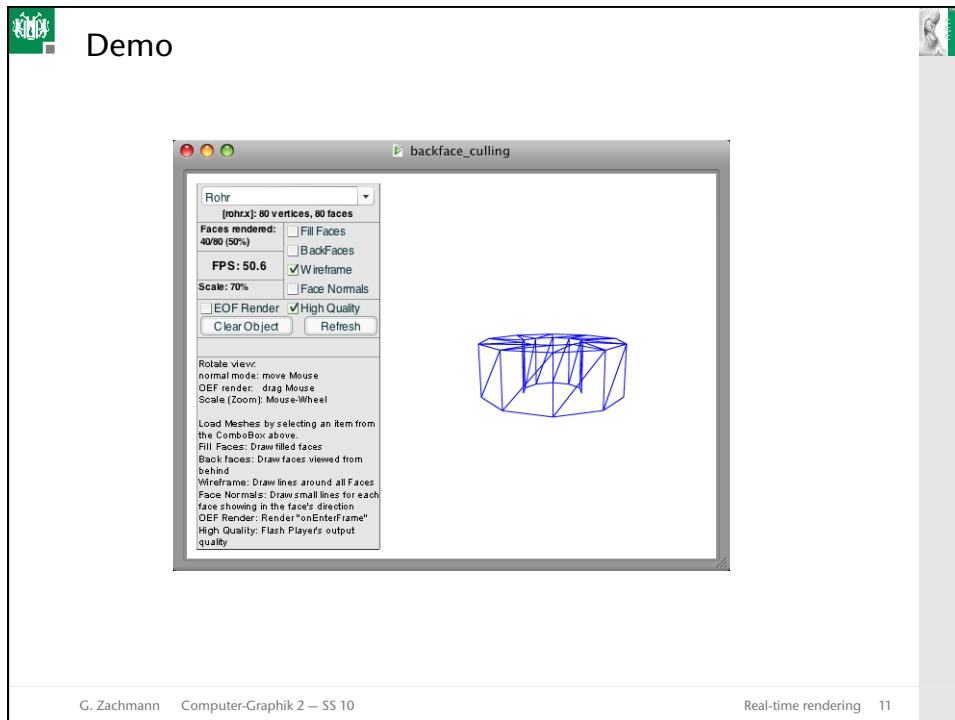 Demo
backface_culling
Rohr
[rohr.x]: 80 vertices, 80 faces
Faces rendered:
40/80 (50%)
Fill Faces
BackFaces
FPS: 50.6
Wireframe
Scale: 70%
Face Normals
EOF Render
High Quality
Clear Object
Refresh
Rotate view:
normal mode: move Mouse
OEF render: drag Mouse
Scale (Zoom): Mouse-Wheel
Load Meshes by selecting an item from
the ComboBox above.
Fill Faces: Draw filled faces
Back faces: Draw faces viewed from
behind
Wireframe: Draw lines around all Faces
Face Normals: Draw small lines for each
face showing in the face's direction
OEF Render: Render "onEnterFrame"
High Quality: Flash Player's output
quality
G. Zachmann Computer-Graphik 2 — SS 10
Real-time rendering 11